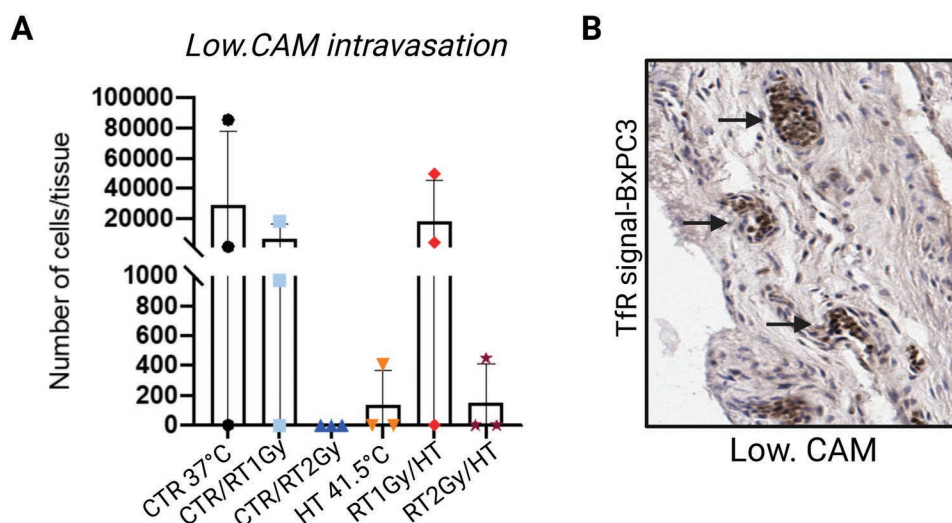 A
Low.CAM intravasation
Number of cells/tissue
100000
80000
60000
40000
20000
1000
800
600
400
200
0
CTR 37°C
CTR/RT1Gy
CTR/RT2Gy
HT 41.5°C
RT1Gy/HT
RT2Gy/HT
B
TfR signal-BxPC3
Low. CAM